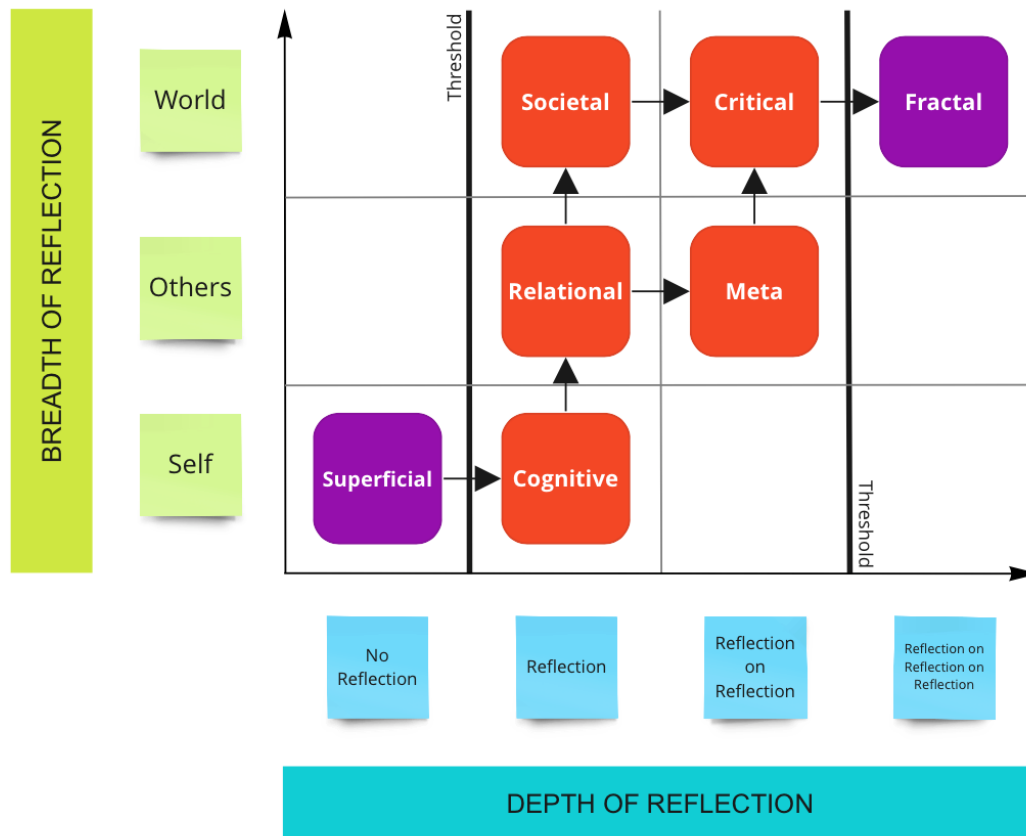 BREADTH OF REFLECTION
World
Others
Self
Threshold
Societal
Critical
Fractal
Relational
Meta
Superficial
Cognitive
Threshold
No
Reflection
Reflection
Reflection
on
Reflection
Reflection on
Reflection on
Reflection
DEPTH OF REFLECTION